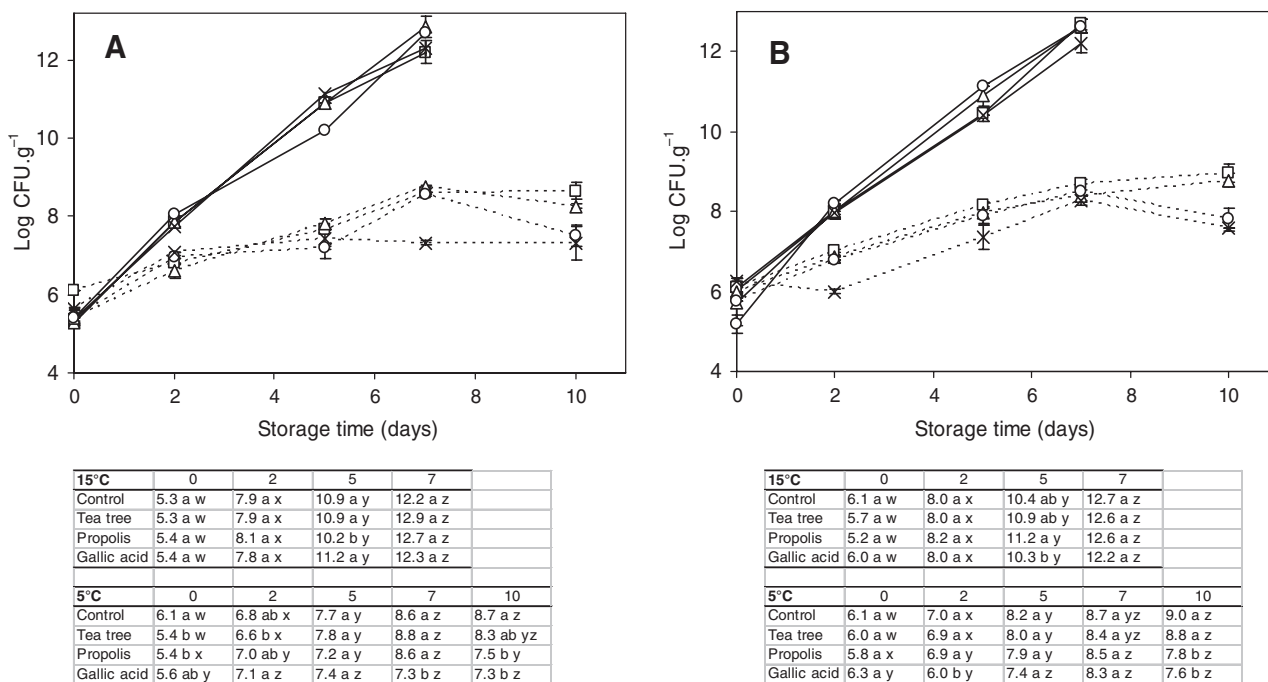 A
12
10
8
6
4
Log CFU.g⁻¹
0 2 4 6 8 10
Storage time (days)
B
12
10
8
6
4
Log CFU.g⁻¹
0 2 4 6 8 10
Storage time (days)
15°C 0 2 5 7
Control 5.3 a w 7.9 a x 10.9 a y 12.2 a z
Tea tree 5.3 a w 7.9 a x 10.9 a y 12.9 a z
Propolis 5.4 a w 8.1 a x 10.2 b y 12.7 a z
Gallic acid 5.4 a w 7.8 a x 11.2 a y 12.3 a z
5°C 0 2 5 7 10
Control 6.1 a w 6.8 ab x 7.7 a y 8.6 a z 8.7 a z
Tea tree 5.4 b w 6.6 b x 7.8 a y 8.8 a z 8.3 ab yz
Propolis 5.4 b x 7.0 ab y 7.2 a y 8.6 a z 7.5 b y
Gallic acid 5.6 ab y 7.1 a z 7.4 a z 7.3 b z 7.3 b z
15°C 0 2 5 7
Control 6.1 a w 8.0 a x 10.4 ab y 12.7 a z
Tea tree 5.7 a w 8.0 a x 10.9 ab y 12.6 a z
Propolis 5.2 a w 8.2 a x 11.2 a y 12.6 a z
Gallic acid 6.0 a w 8.0 a x 10.3 b y 12.2 a z
5°C 0 2 5 7 10
Control 6.1 a w 7.0 a x 8.2 a y 8.7 a yz 9.0 a z
Tea tree 6.0 a w 6.9 a x 8.0 a y 8.4 a yz 8.8 a z
Propolis 5.8 a x 6.9 a y 7.9 a y 8.5 a z 7.8 b z
Gallic acid 6.3 a y 6.0 b y 7.4 a z 8.3 a z 7.6 b z